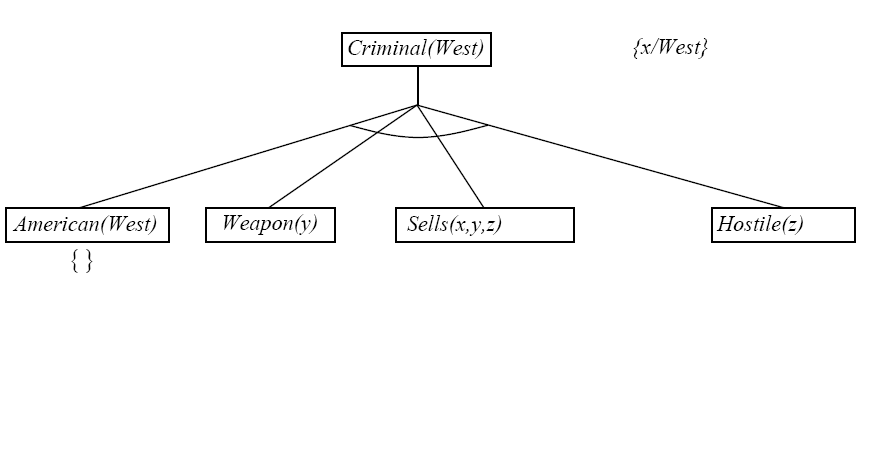 Criminal(West)
{x/West}
American(West)
Weapon(y)
Sells(x,y,z)
Hostile(z)
{ }